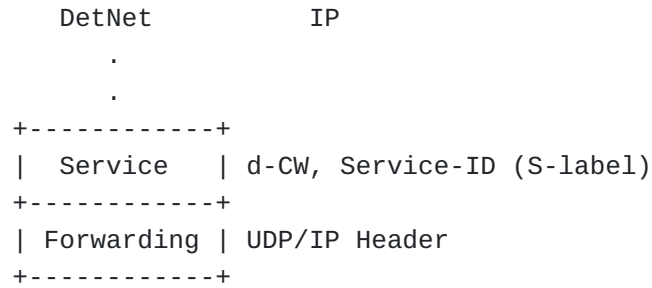 DetNet IP
.
.
+------------+
| Service | d-CW, Service-ID (S-label)
+------------+
| Forwarding | UDP/IP Header
+------------+